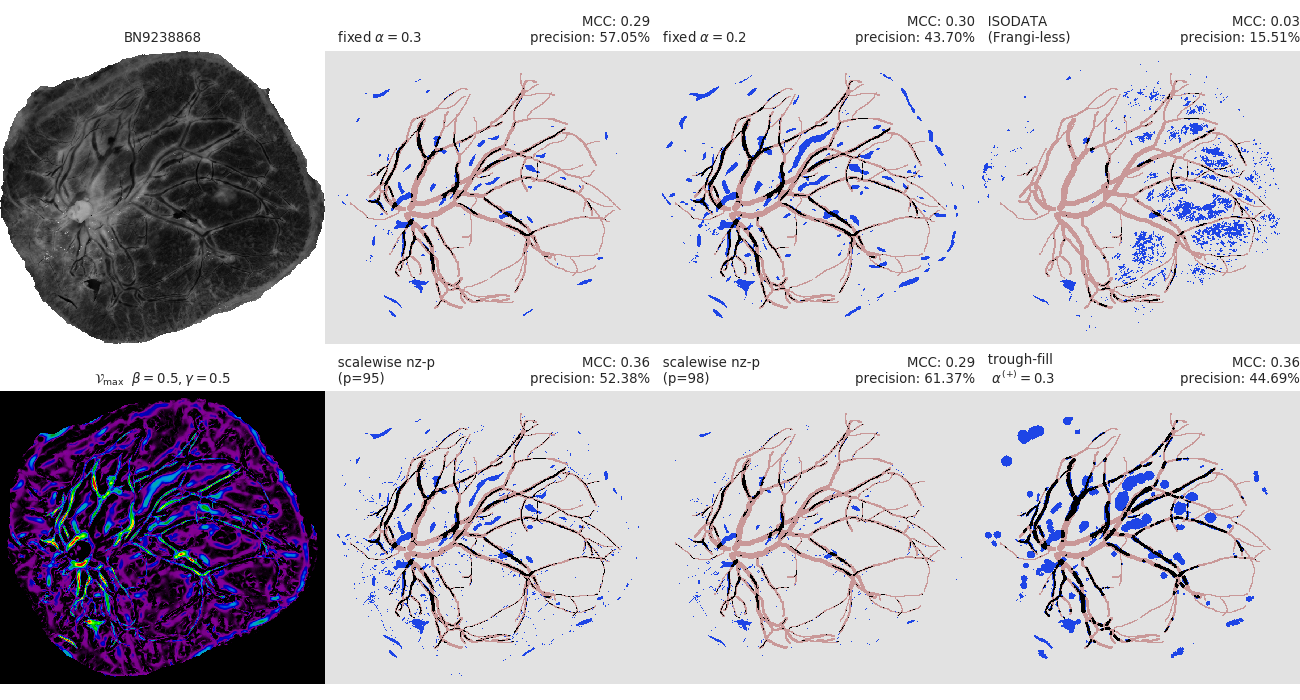 BN9238868
fixed α = 0.3
MCC: 0.29
precision: 57.05%
fixed α = 0.2
MCC: 0.30
precision: 43.70%
ISODATA
(Frangi-less)
MCC: 0.03
precision: 15.51%
𝒱max β = 0.5, γ = 0.5
scalewise nz-p
(p=95)
MCC: 0.36
precision: 52.38%
scalewise nz-p
(p=98)
MCC: 0.29
precision: 61.37%
trough-fill
α(+) = 0.3
MCC: 0.36
precision: 44.69%